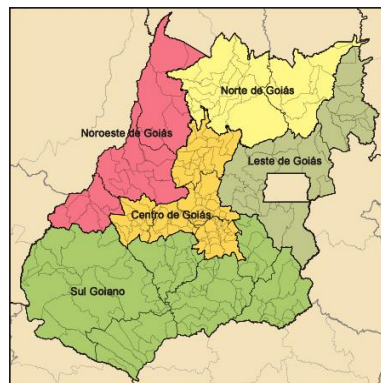 Norte de Goiás
Noroeste de Goiás
Leste de Goiás
Centro de Goiás
Sul Goiano